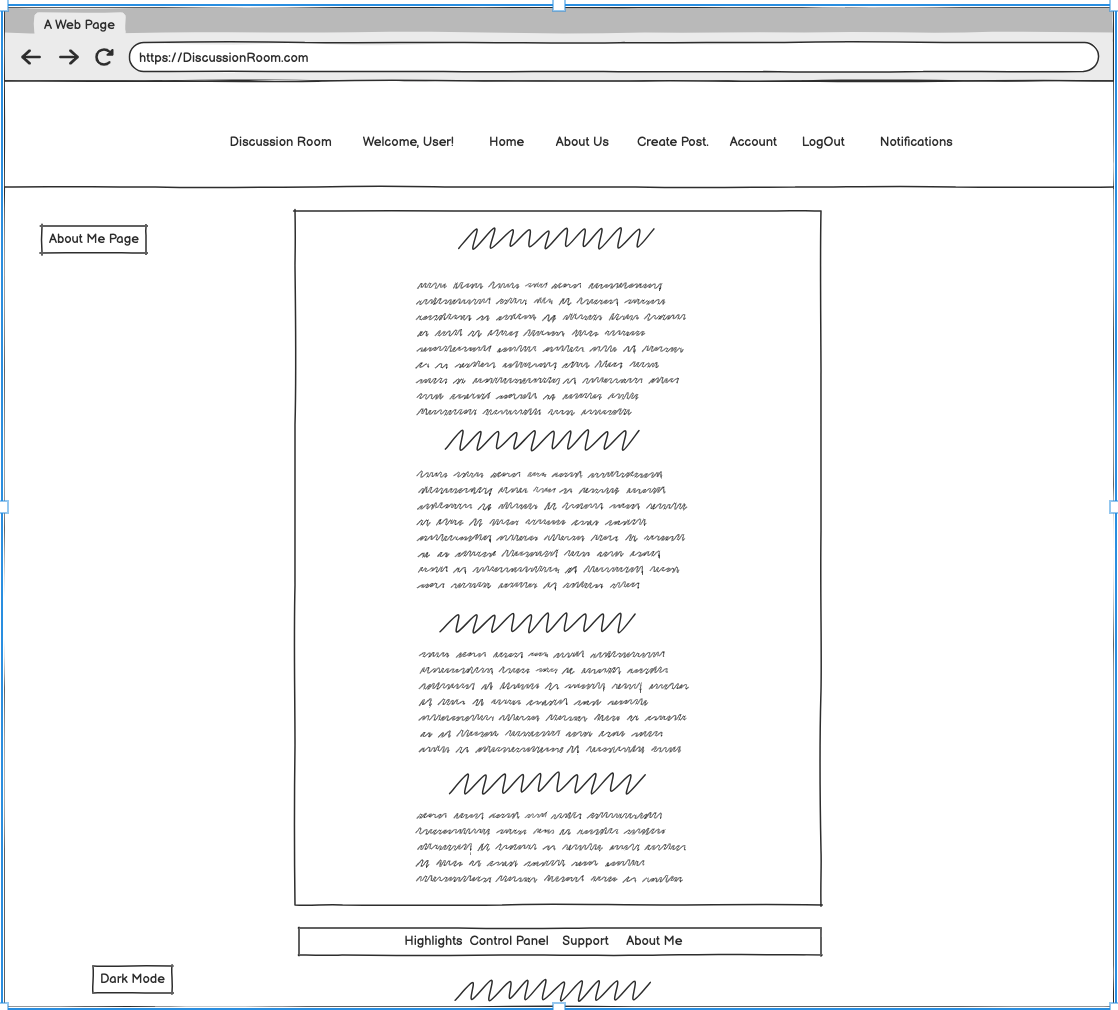 A Web Page
https://DiscussionRoom.com
Discussion Room Welcome, User! Home About Us Create Post. Account LogOut Notifications
About Me Page
Highlights Control Panel Support About Me
Dark Mode